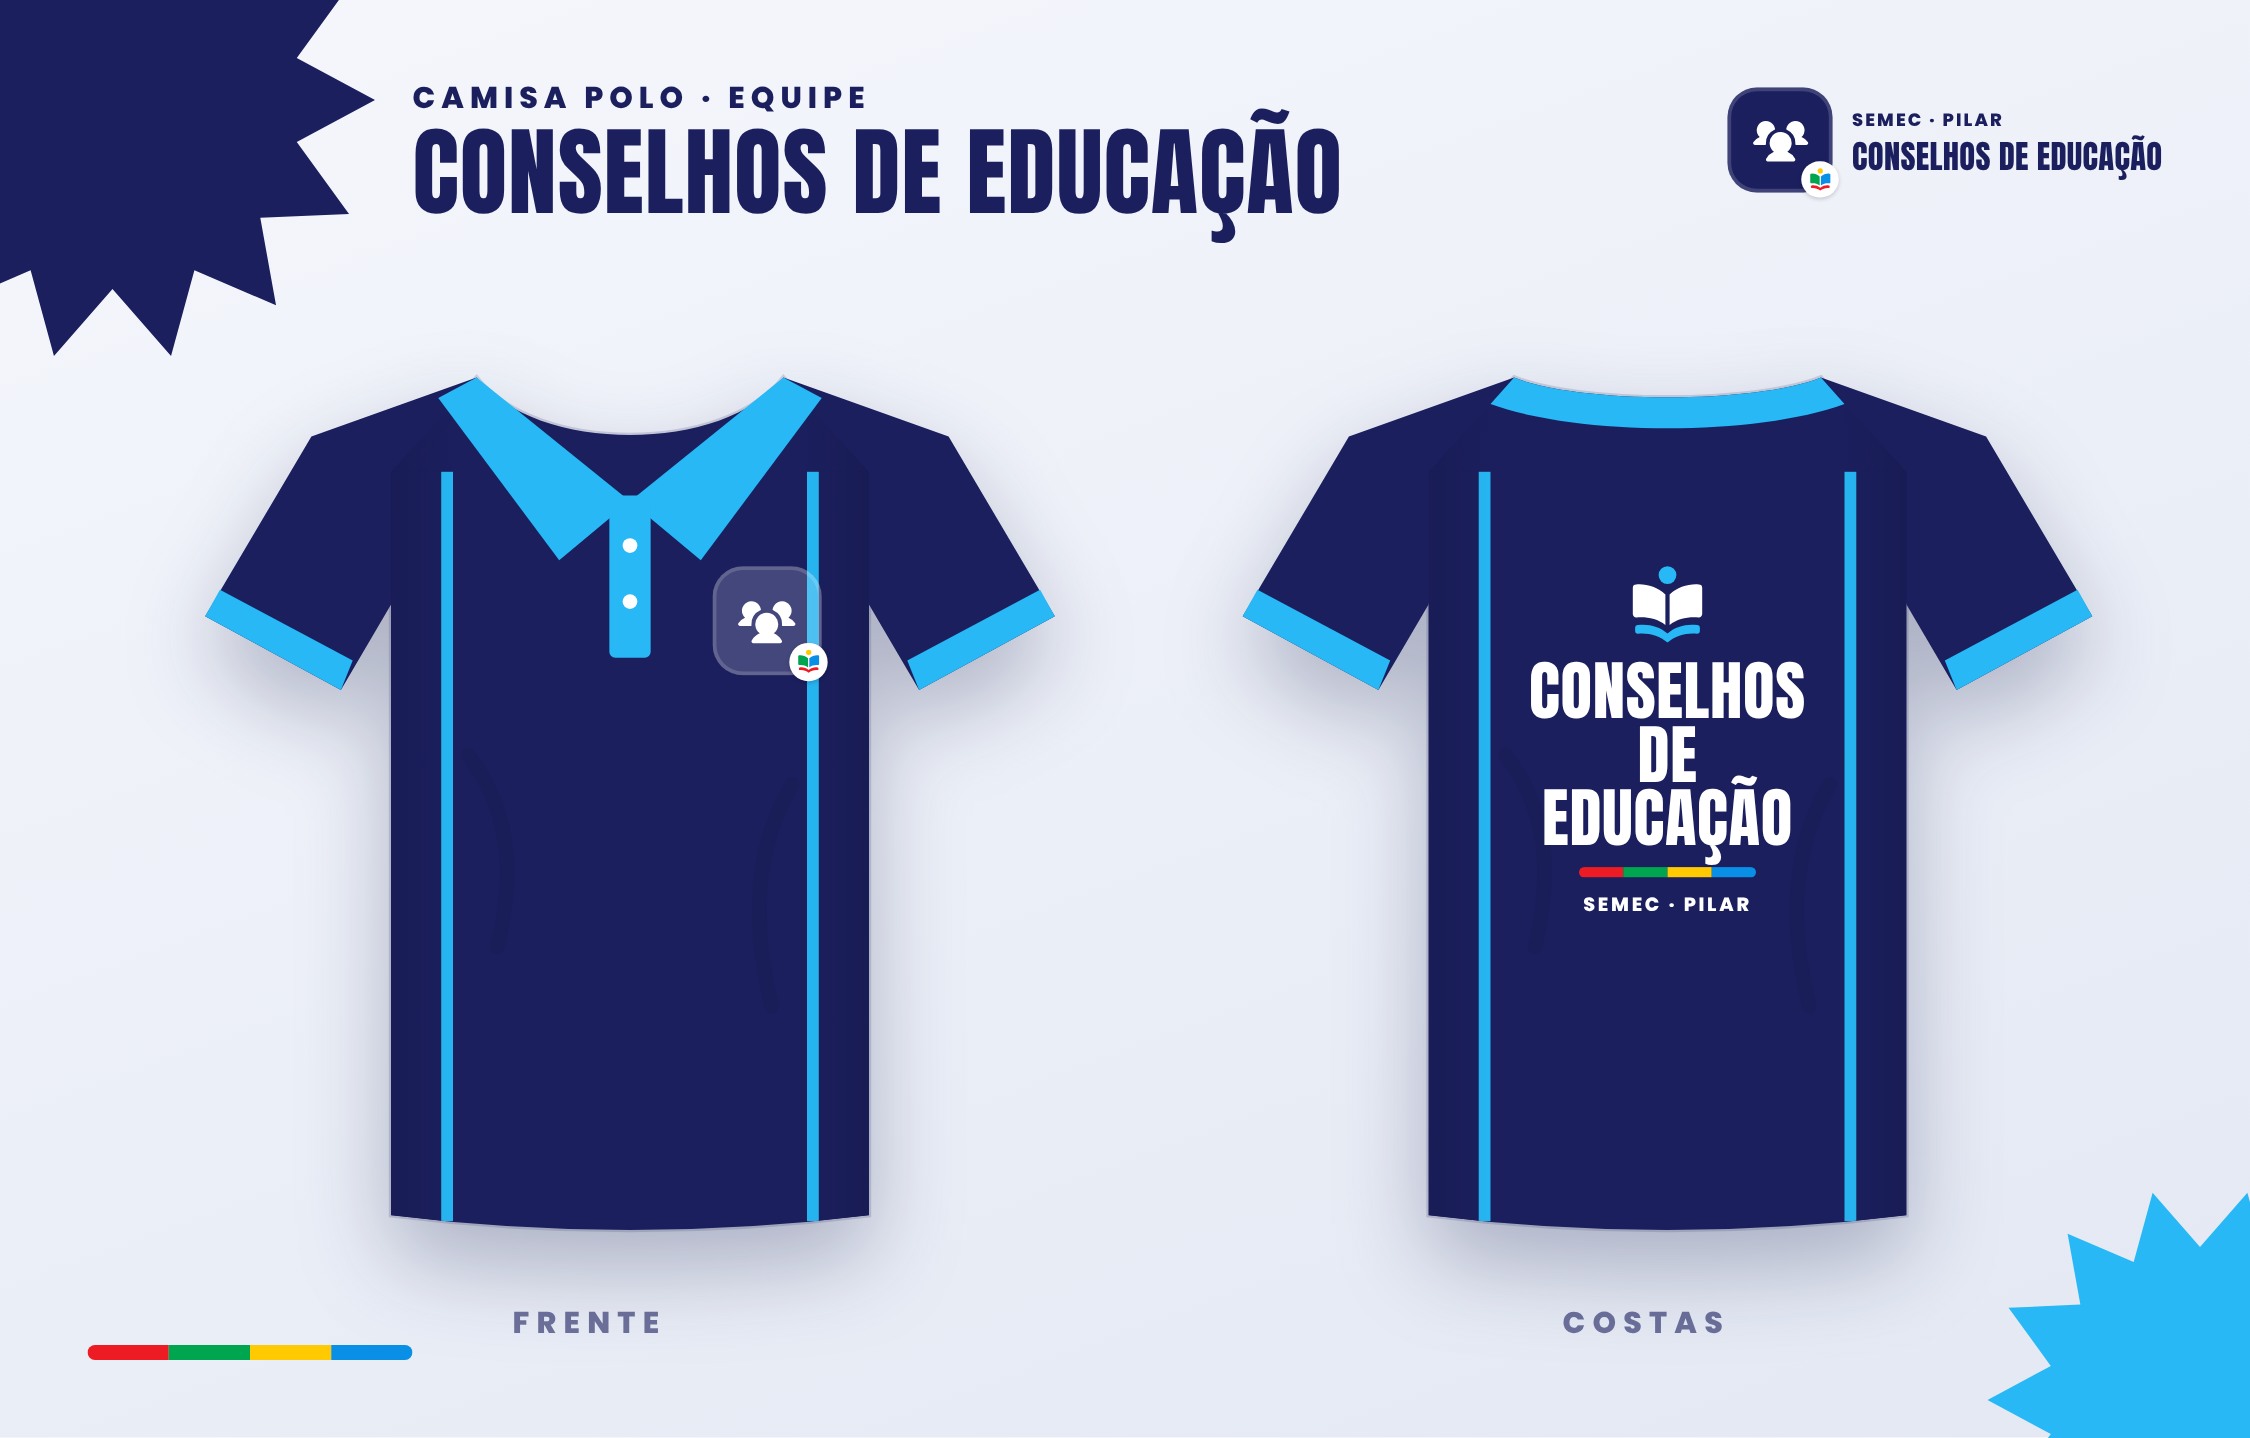 CAMISA POLO · EQUIPE
CONSELHOS DE EDUCAÇÃO
SEMEC · PILAR
CONSELHOS DE EDUCAÇÃO
CONSELHOS
DE
EDUCAÇÃO
SEMEC · PILAR
FRENTE
COSTAS